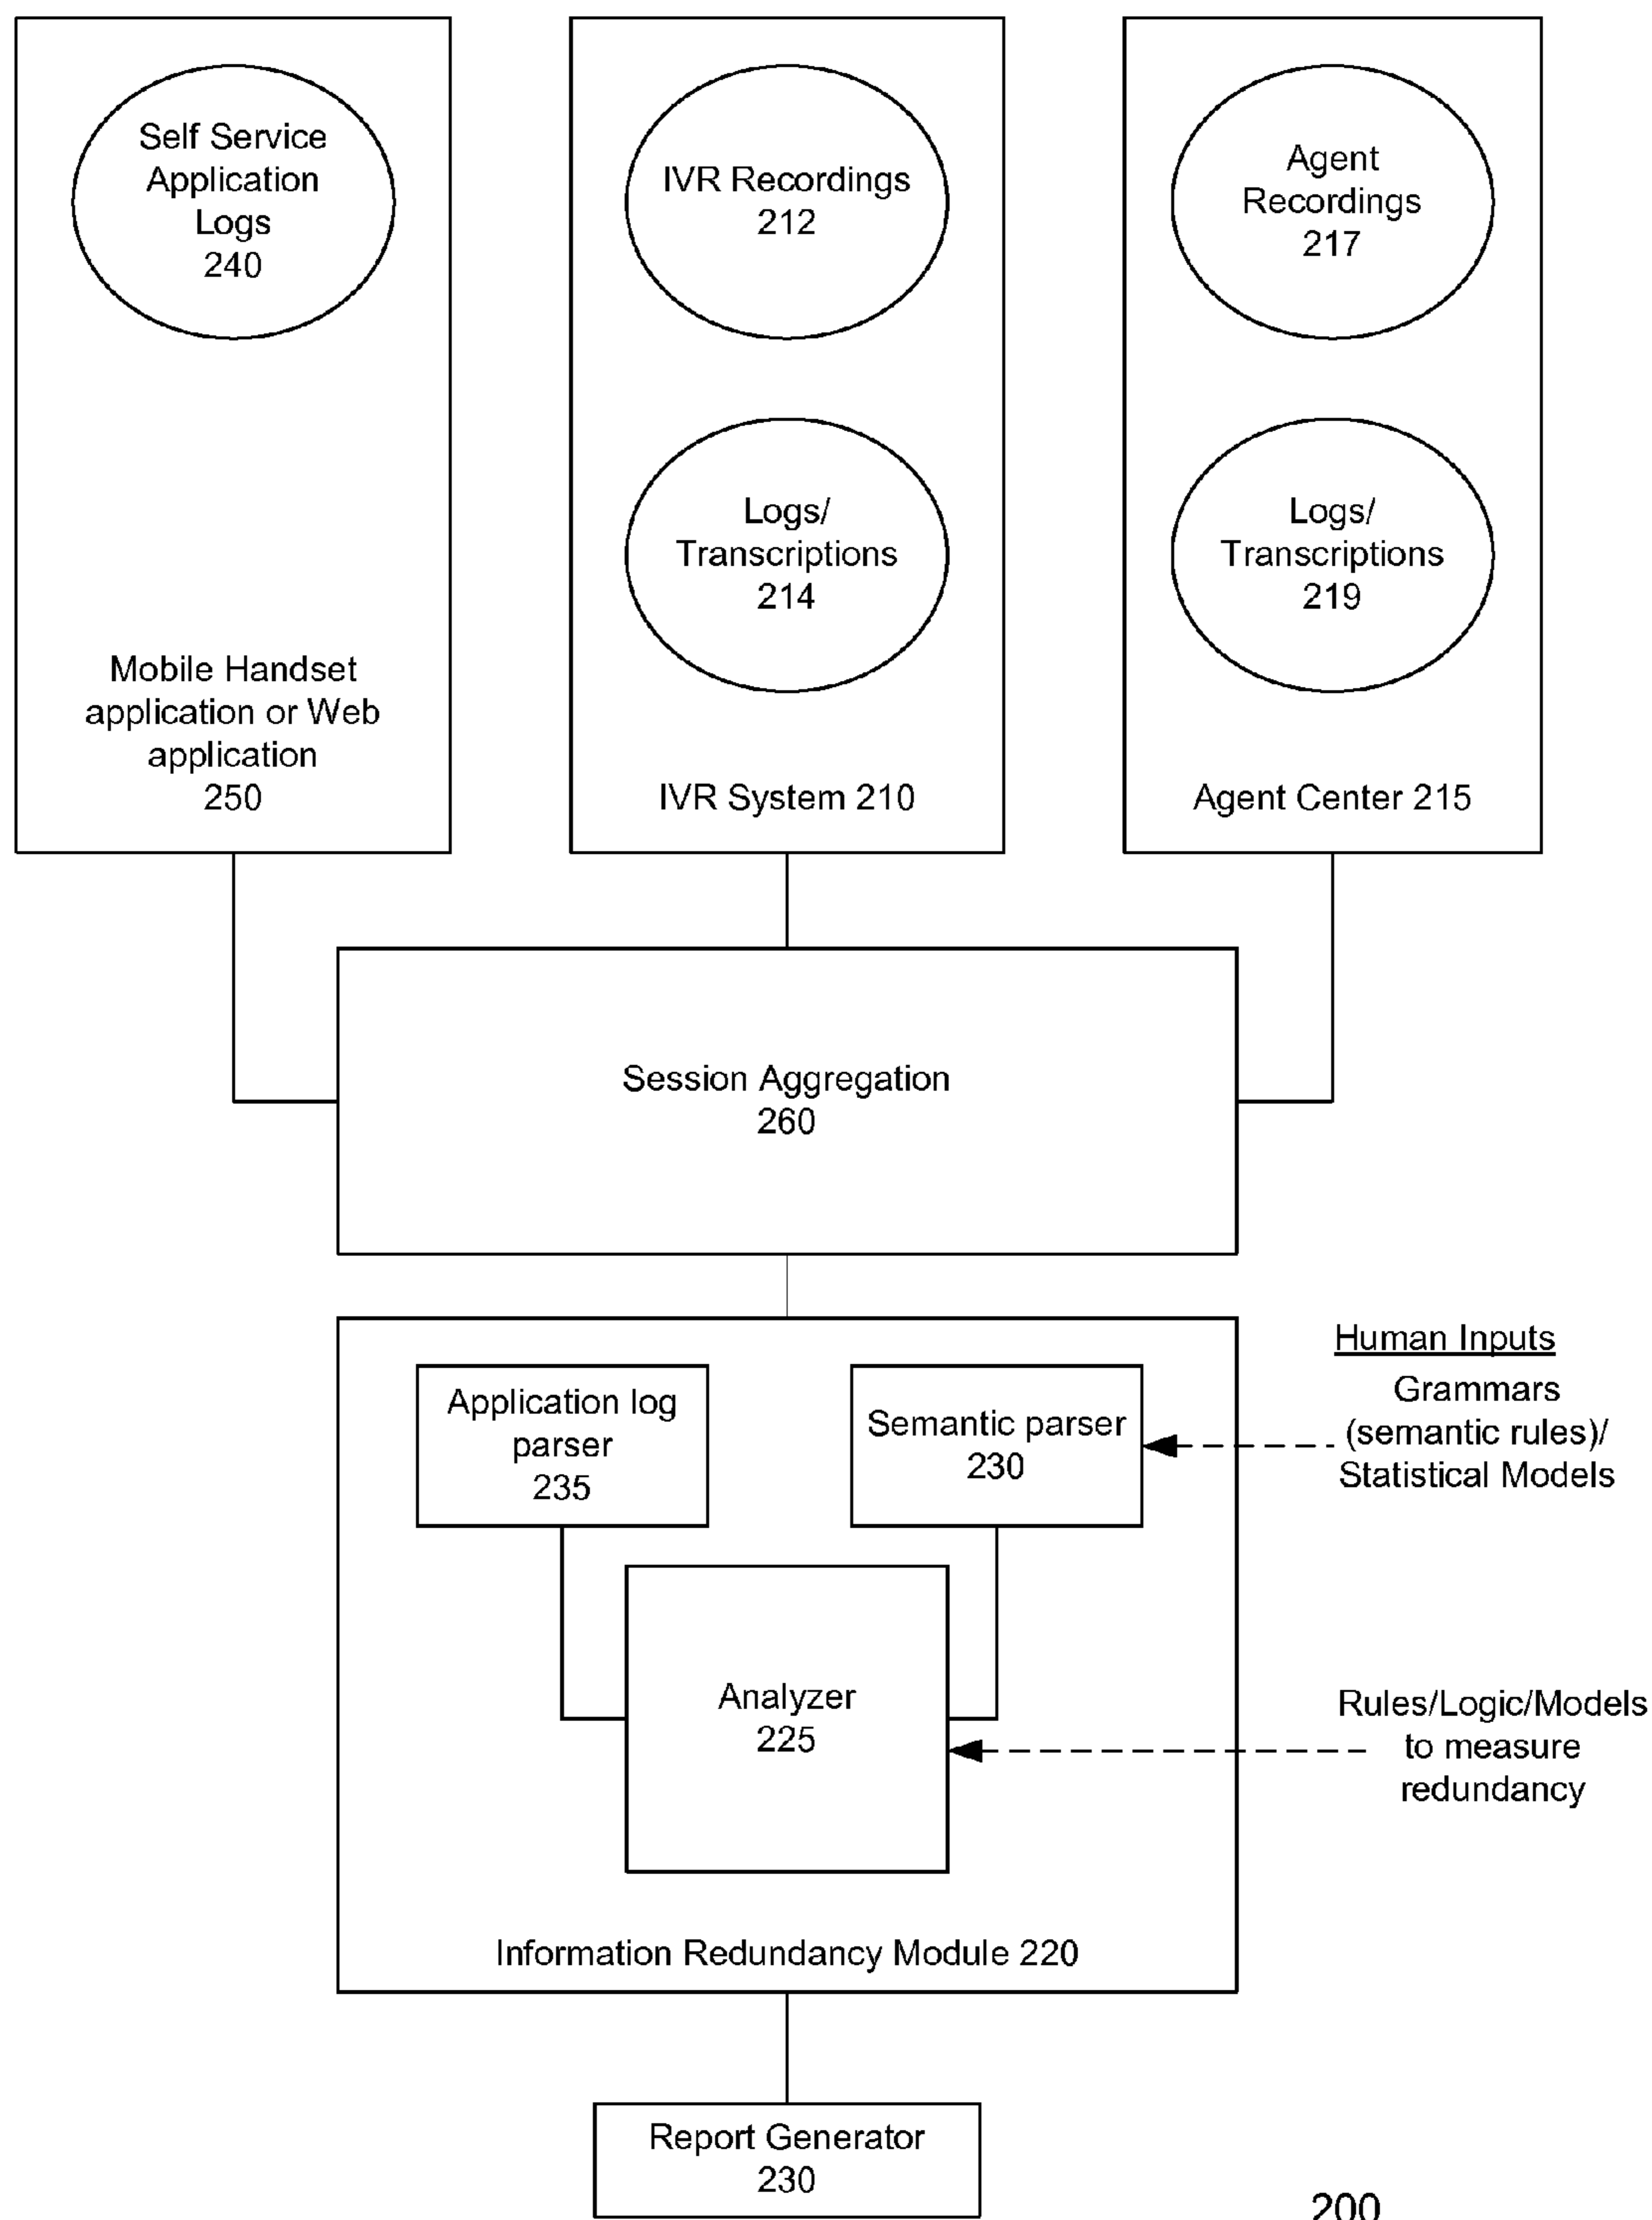 Self Service
Application
Logs
240
Mobile Handset
application or Web
application
250
IVR Recordings
212
Logs/
Transcriptions
214
IVR System 210
Agent
Recordings
217
Logs/
Transcriptions
219
Agent Center 215
Session Aggregation
260
Application log
parser
235
Semantic parser
230
Human Inputs
Grammars
(semantic rules)/
Statistical Models
Analyzer
225
Rules/Logic/Models
to measure
redundancy
Information Redundancy Module 220
Report Generator
230
200